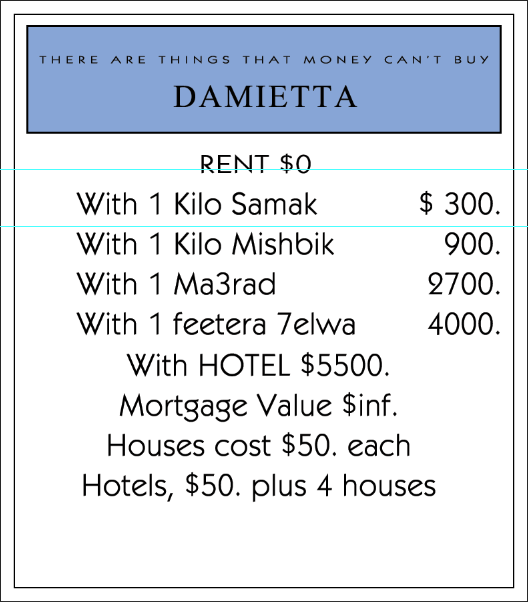 THERE ARE THINGS THAT MONEY CAN'T BUY
DAMIETTA
RENT $0
With 1 Kilo Samak $ 300.
With 1 Kilo Mishbik 900.
With 1 Ma3rad 2700.
With 1 feetera 7elwa 4000.
With HOTEL $5500.
Mortgage Value $inf.
Houses cost $50. each
Hotels, $50. plus 4 houses